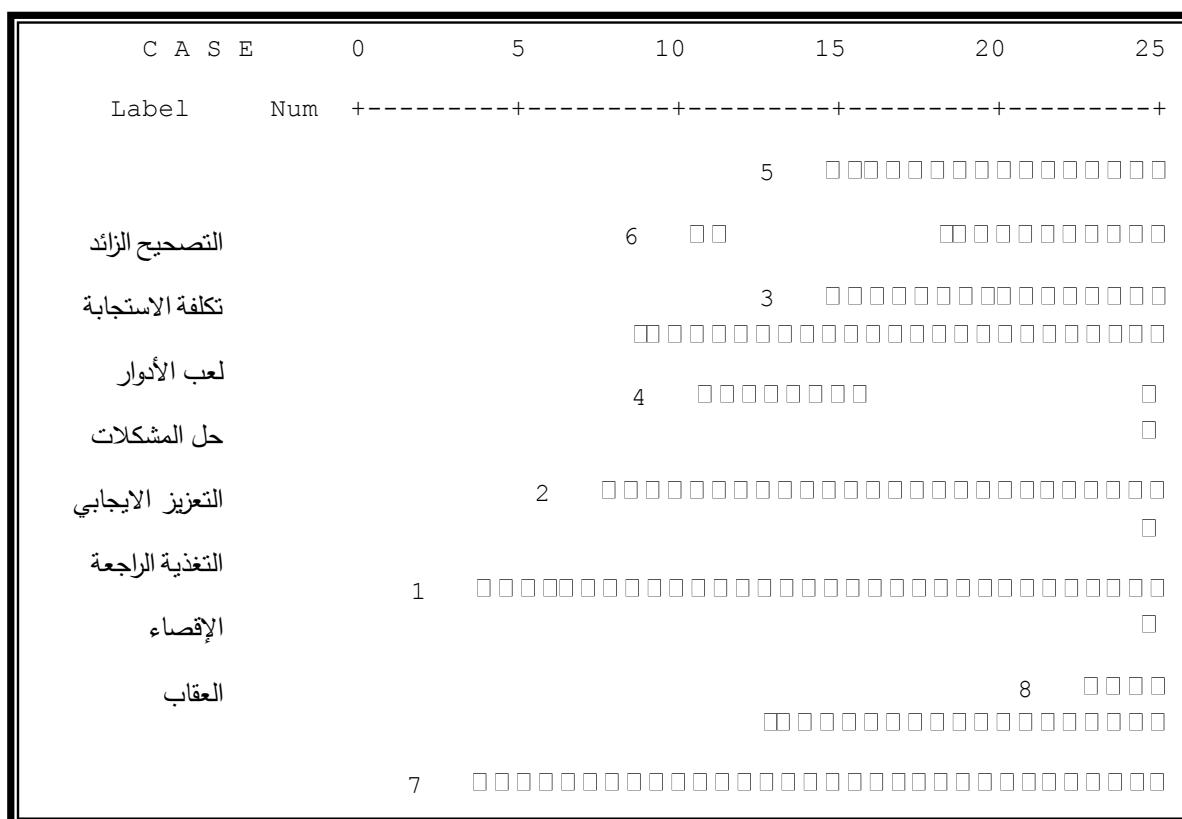 C A S E 0 5 10 15 20 25
Label Num +---------+---------+---------+---------+---------+
5
التصحيح الزائد 6
تكلفة الاستجابة 3
لعب الأدوار
4
حل المشكلات
التعزيز الايجابي 2
التغذية الراجعة
1
الإقصاء
العقاب 8
7